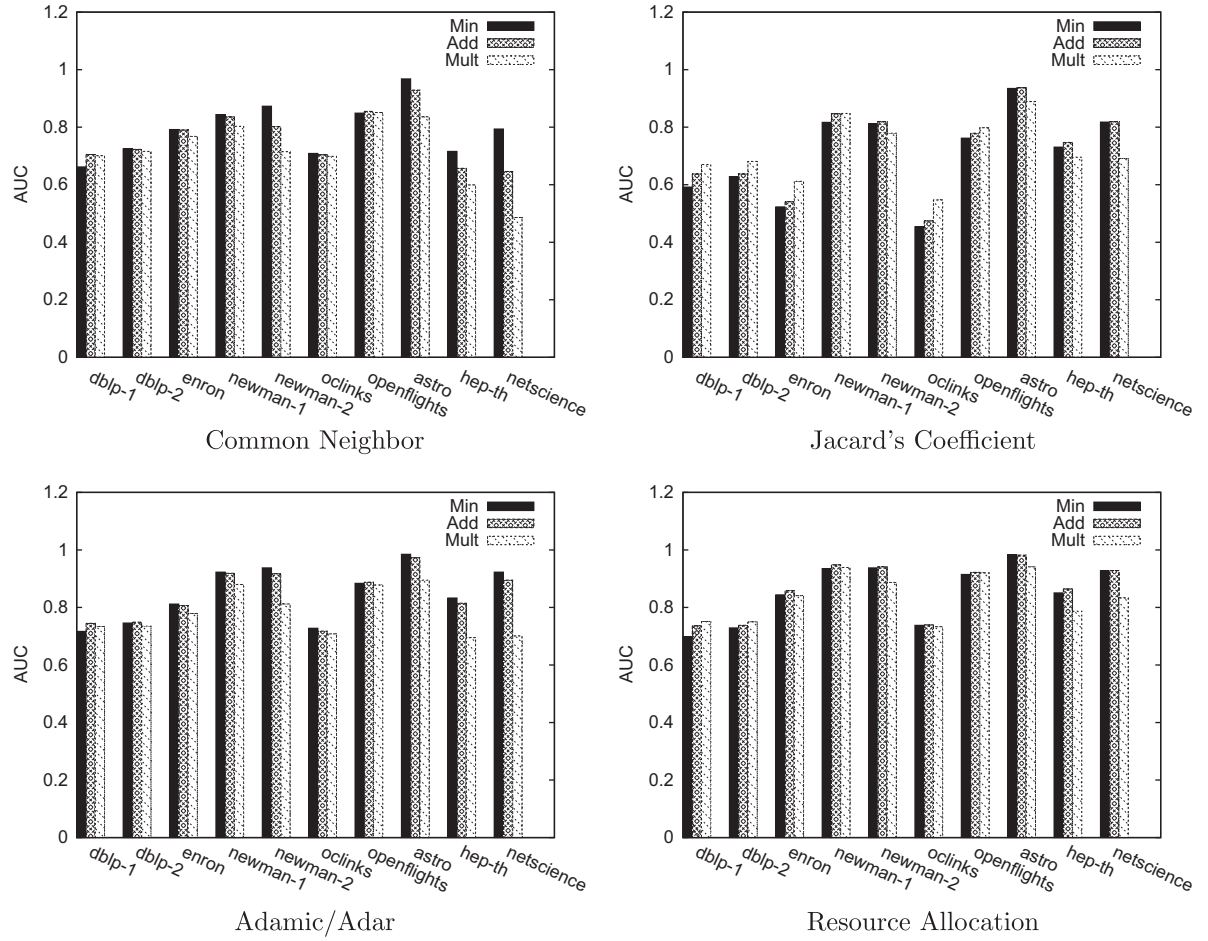 1.2
1
0.8
0.6
0.4
0.2
0
AUC
Min
Add
Mult
dblp-1
dblp-2
enron
newman-1
newman-2
oclinks
openflights
astro
hep-th
netscience
Common Neighbor
1.2
1
0.8
0.6
0.4
0.2
0
AUC
Min
Add
Mult
dblp-1
dblp-2
enron
newman-1
newman-2
oclinks
openflights
astro
hep-th
netscience
Jacard's Coefficient
1.2
1
0.8
0.6
0.4
0.2
0
AUC
Min
Add
Mult
dblp-1
dblp-2
enron
newman-1
newman-2
oclinks
openflights
astro
hep-th
netscience
Adamic/Adar
1.2
1
0.8
0.6
0.4
0.2
0
AUC
Min
Add
Mult
dblp-1
dblp-2
enron
newman-1
newman-2
oclinks
openflights
astro
hep-th
netscience
Resource Allocation